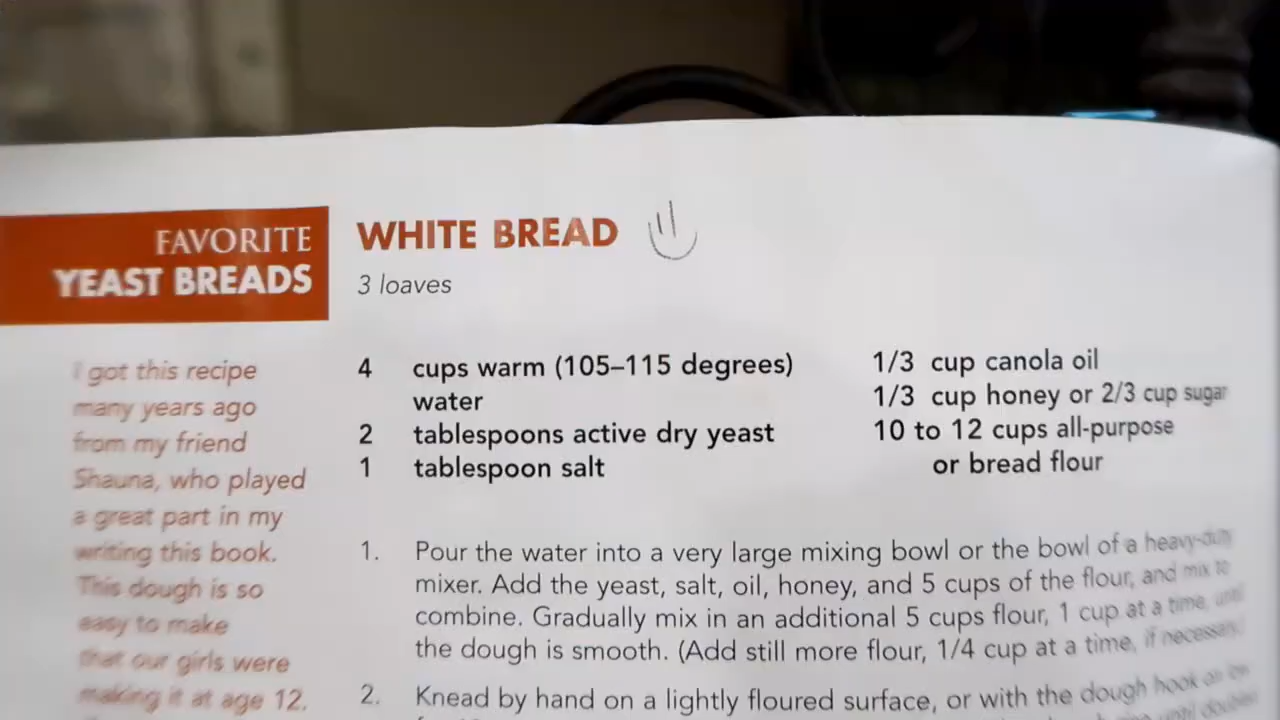 FAVORITE
YEAST BREADS
WHITE BREAD
3 loaves
4 cups warm (105–115 degrees)
water
2 tablespoons active dry yeast
1 tablespoon salt
1/3 cup canola oil
1/3 cup honey or 2/3 cup sugar
10 to 12 cups all-purpose
or bread flour
I got this recipe
many years ago
from my friend
Shauna, who played
a great part in my
writing this book.
This dough is so
easy to make
that our girls were
making it at age 12.
1. Pour the water into a very large mixing bowl or the bowl of a heavy-duty
mixer. Add the yeast, salt, oil, honey, and 5 cups of the flour, and mix to
combine. Gradually mix in an additional 5 cups flour, 1 cup at a time, until
the dough is smooth. (Add still more flour, 1/4 cup at a time, if necessary.)
2. Knead by hand on a lightly floured surface, or with the dough hook on low
until doubled